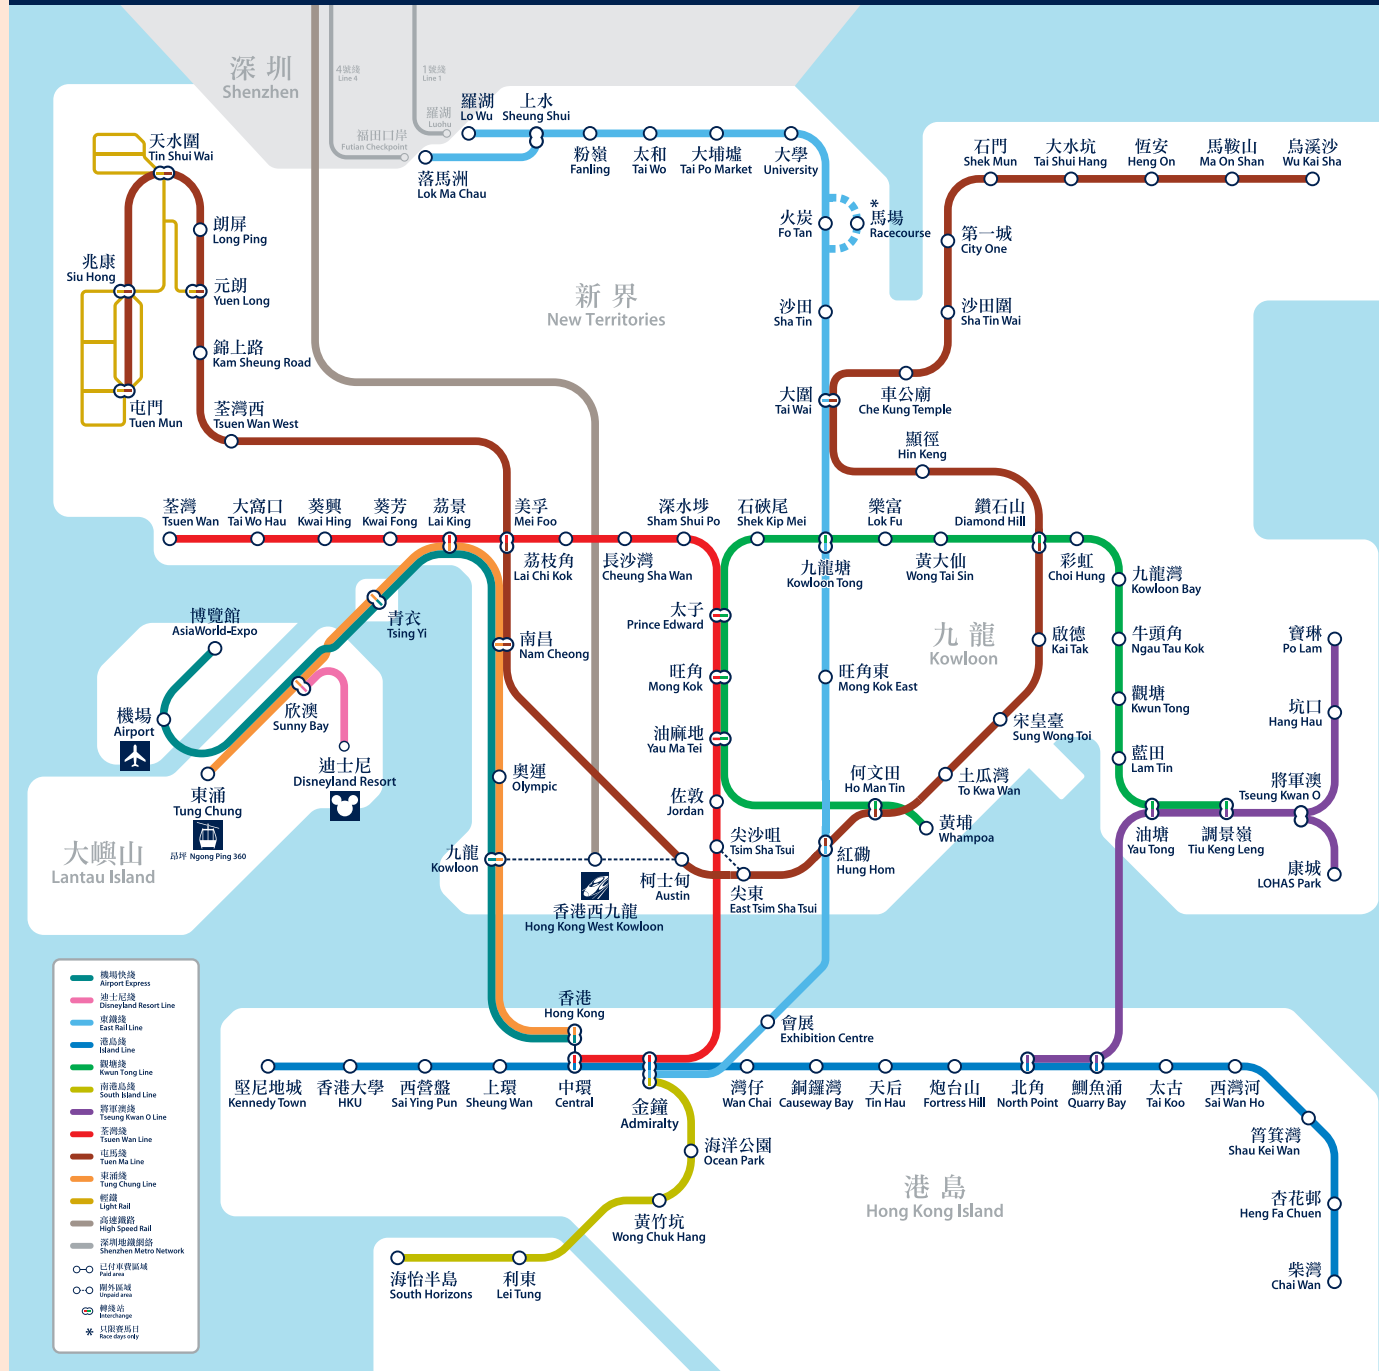 深圳
Shenzhen
4號綫
Line 4
1號綫
Line 1
羅湖
Luohu
福田口岸
Futian Checkpoint
羅湖
Lo Wu
上水
Sheung Shui
落馬洲
Lok Ma Chau
粉嶺
Fanling
太和
Tai Wo
大埔墟
Tai Po Market
大學
University
火炭
Fo Tan
*
馬場
Racecourse
沙田
Sha Tin
大圍
Tai Wai
石門
Shek Mun
大水坑
Tai Shui Hang
恆安
Heng On
馬鞍山
Ma On Shan
烏溪沙
Wu Kai Sha
第一城
City One
沙田圍
Sha Tin Wai
車公廟
Che Kung Temple
顯徑
Hin Keng
天水圍
Tin Shui Wai
朗屏
Long Ping
兆康
Siu Hong
元朗
Yuen Long
錦上路
Kam Sheung Road
屯門
Tuen Mun
荃灣西
Tsuen Wan West
新界
New Territories
荃灣
Tsuen Wan
大窩口
Tai Wo Hau
葵興
Kwai Hing
葵芳
Kwai Fong
荔景
Lai King
美孚
Mei Foo
荔枝角
Lai Chi Kok
長沙灣
Cheung Sha Wan
深水埗
Sham Shui Po
石硤尾
Shek Kip Mei
九龍塘
Kowloon Tong
樂富
Lok Fu
黃大仙
Wong Tai Sin
鑽石山
Diamond Hill
彩虹
Choi Hung
九龍灣
Kowloon Bay
牛頭角
Ngau Tau Kok
觀塘
Kwun Tong
藍田
Lam Tin
油塘
Yau Tong
調景嶺
Tiu Keng Leng
將軍澳
Tseung Kwan O
寶琳
Po Lam
坑口
Hang Hau
康城
LOHAS Park
太子
Prince Edward
旺角
Mong Kok
油麻地
Yau Ma Tei
佐敦
Jordan
尖沙咀
Tsim Sha Tsui
尖東
East Tsim Sha Tsui
旺角東
Mong Kok East
九龍
Kowloon
啟德
Kai Tak
宋皇臺
Sung Wong Toi
土瓜灣
To Kwa Wan
何文田
Ho Man Tin
黃埔
Whampoa
紅磡
Hung Hom
博覽館
AsiaWorld-Expo
機場
Airport
青衣
Tsing Yi
欣澳
Sunny Bay
迪士尼
Disneyland Resort
東涌
Tung Chung
昂坪 Ngong Ping 360
大嶼山
Lantau Island
南昌
Nam Cheong
奧運
Olympic
九龍
Kowloon
香港西九龍
Hong Kong West Kowloon
柯士甸
Austin
香港
Hong Kong
會展
Exhibition Centre
堅尼地城
Kennedy Town
香港大學
HKU
西營盤
Sai Ying Pun
上環
Sheung Wan
中環
Central
金鐘
Admiralty
灣仔
Wan Chai
銅鑼灣
Causeway Bay
天后
Tin Hau
炮台山
Fortress Hill
北角
North Point
鰂魚涌
Quarry Bay
太古
Tai Koo
西灣河
Sai Wan Ho
筲箕灣
Shau Kei Wan
杏花邨
Heng Fa Chuen
柴灣
Chai Wan
海洋公園
Ocean Park
黃竹坑
Wong Chuk Hang
利東
Lei Tung
海怡半島
South Horizons
港島
Hong Kong Island
機場快綫
Airport Express
迪士尼綫
Disneyland Resort Line
東鐵綫
East Rail Line
港島綫
Island Line
觀塘綫
Kwun Tong Line
南港島綫
South Island Line
將軍澳綫
Tseung Kwan O Line
荃灣綫
Tsuen Wan Line
屯馬綫
Tuen Ma Line
東涌綫
Tung Chung Line
輕鐵
Light Rail
高速鐵路
High Speed Rail
深圳地鐵網絡
Shenzhen Metro Network
已付車費區域
Paid area
閘外區域
Unpaid area
轉綫站
Interchange
* 只限賽馬日
Race days only